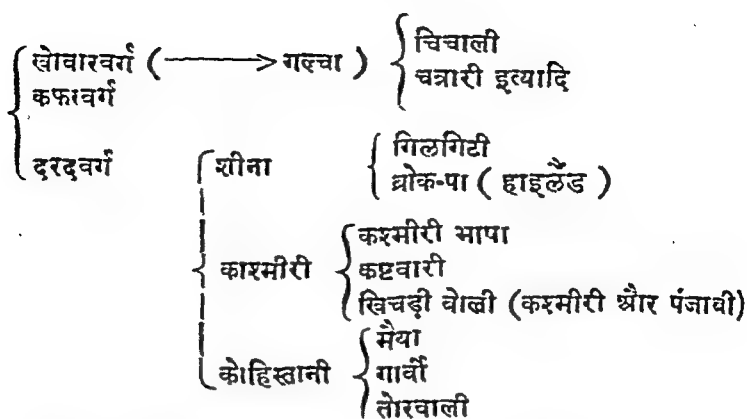 चिचाली
खोवारवर्ग ( ⟶ गल्चा )
चत्रारी इत्यादि
कफावर्ग
गिलगिटी
दरदवर्ग शीना
ब्रोक-पा ( हाइलैंड )
कश्मीरी भाषा
काश्मीरी कष्टवारी
खिचड़ी बोली (कश्मीरी और पंजाबी)
मैया
कोहिस्तानी गार्वी
तोरवाली